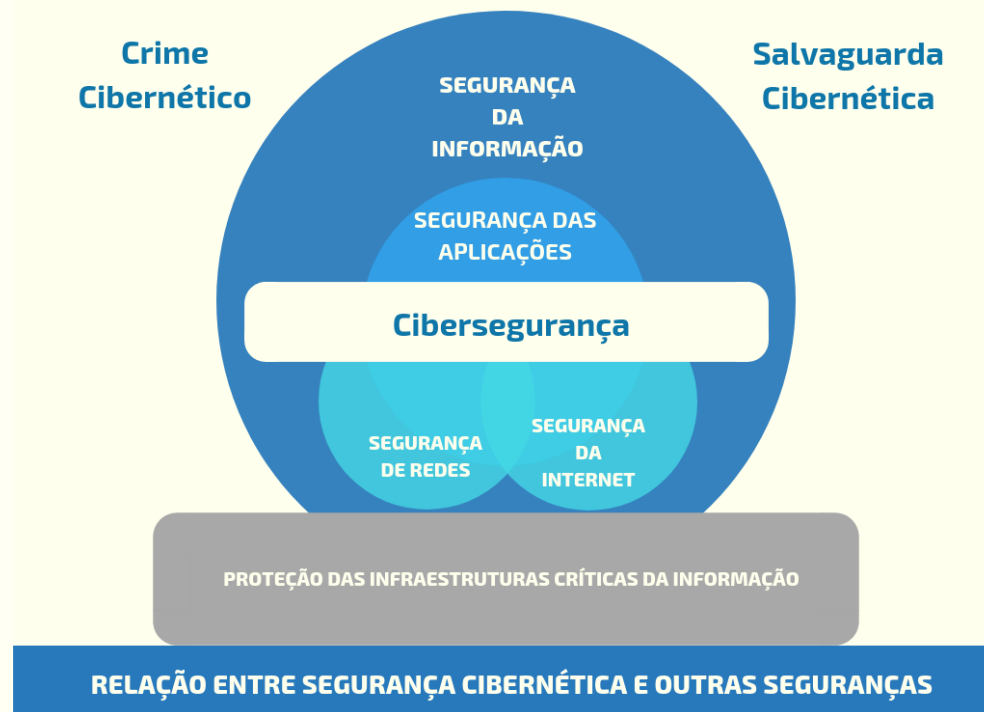 Crime
Cibernético
Salvaguarda
Cibernética
SEGURANÇA
DA
INFORMAÇÃO
SEGURANÇA DAS
APLICAÇÕES
Cibersegurança
SEGURANÇA
DE REDES
SEGURANÇA
DA
INTERNET
PROTEÇÃO DAS INFRAESTRUTURAS CRÍTICAS DA INFORMAÇÃO
RELAÇÃO ENTRE SEGURANÇA CIBERNÉTICA E OUTRAS SEGURANÇAS